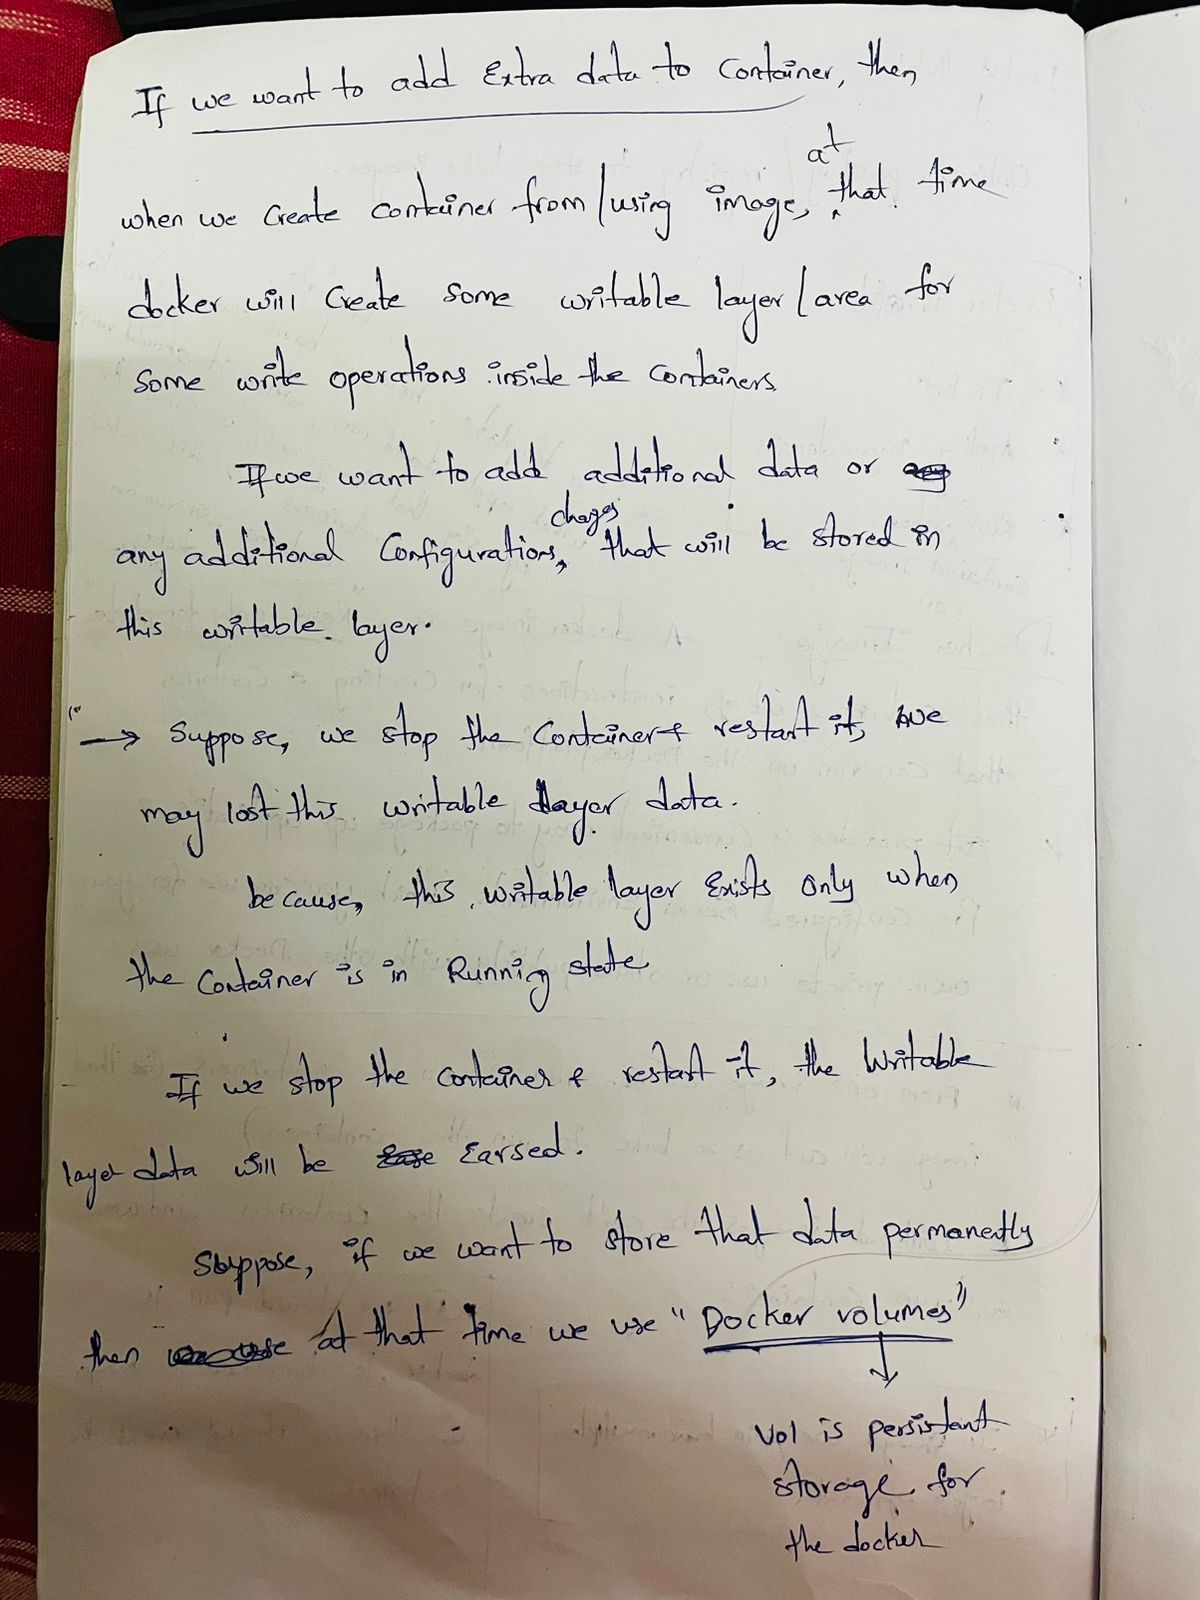 If we want to add Extra data to Container, then
when we Create container from/using image, at that time
docker will Create some writable layer/area for
Some write operations inside the Containers
If we want to add additional data or
any additional Configurations, chages that will be stored in
this writable layer.
→ Suppose, we stop the Container & restart it, we
may lost this writable layer data.
because, this writable layer Exists only when
the Container is in Running state
If we stop the container & restart it, the Writable
layer data will be Earsed.
Suppose, if we want to store that data permanently
then at that time we use "Docker volumes"
↓
Vol is persistant
storage for
the docker